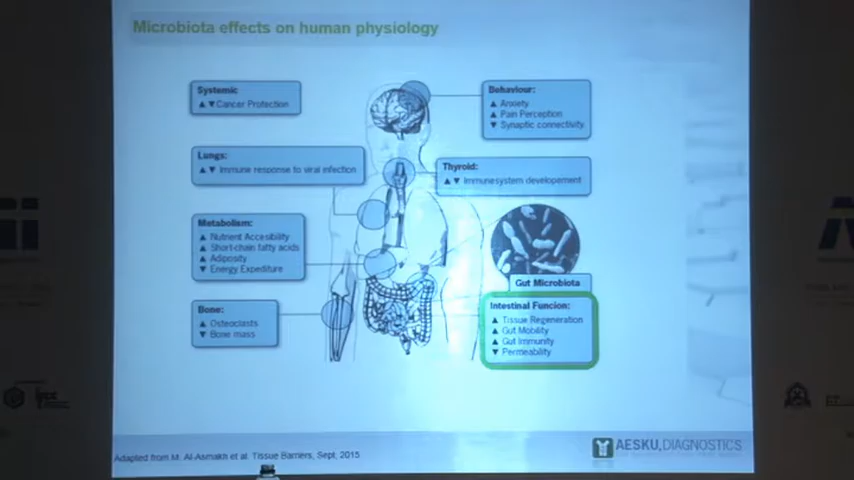 Microbiota effects on human physiology
Systemic
▲▼Cancer Protection
Behaviour:
▲ Anxiety
▲ Pain Perception
▼ Synaptic connectivity
Lungs:
▲▼ Immune response to viral infection
Thyroid:
▲▼ Immunesystem developement
Metabolism:
▲ Nutrient Accesibility
▲ Short-chain fatty acids
▲ Adiposity
▼ Energy Expediture
Gut Microbiota
Bone:
▲ Osteoclasts
▼ Bone mass
Intestinal Funcion:
▲ Tissue Regeneration
▲ Gut Mobility
▲ Gut Immunity
▼ Permeability
Adapted from M. Al-Asmakh et al. Tissue Barriers, Sept, 2015
AESKU.DIAGNOSTICS